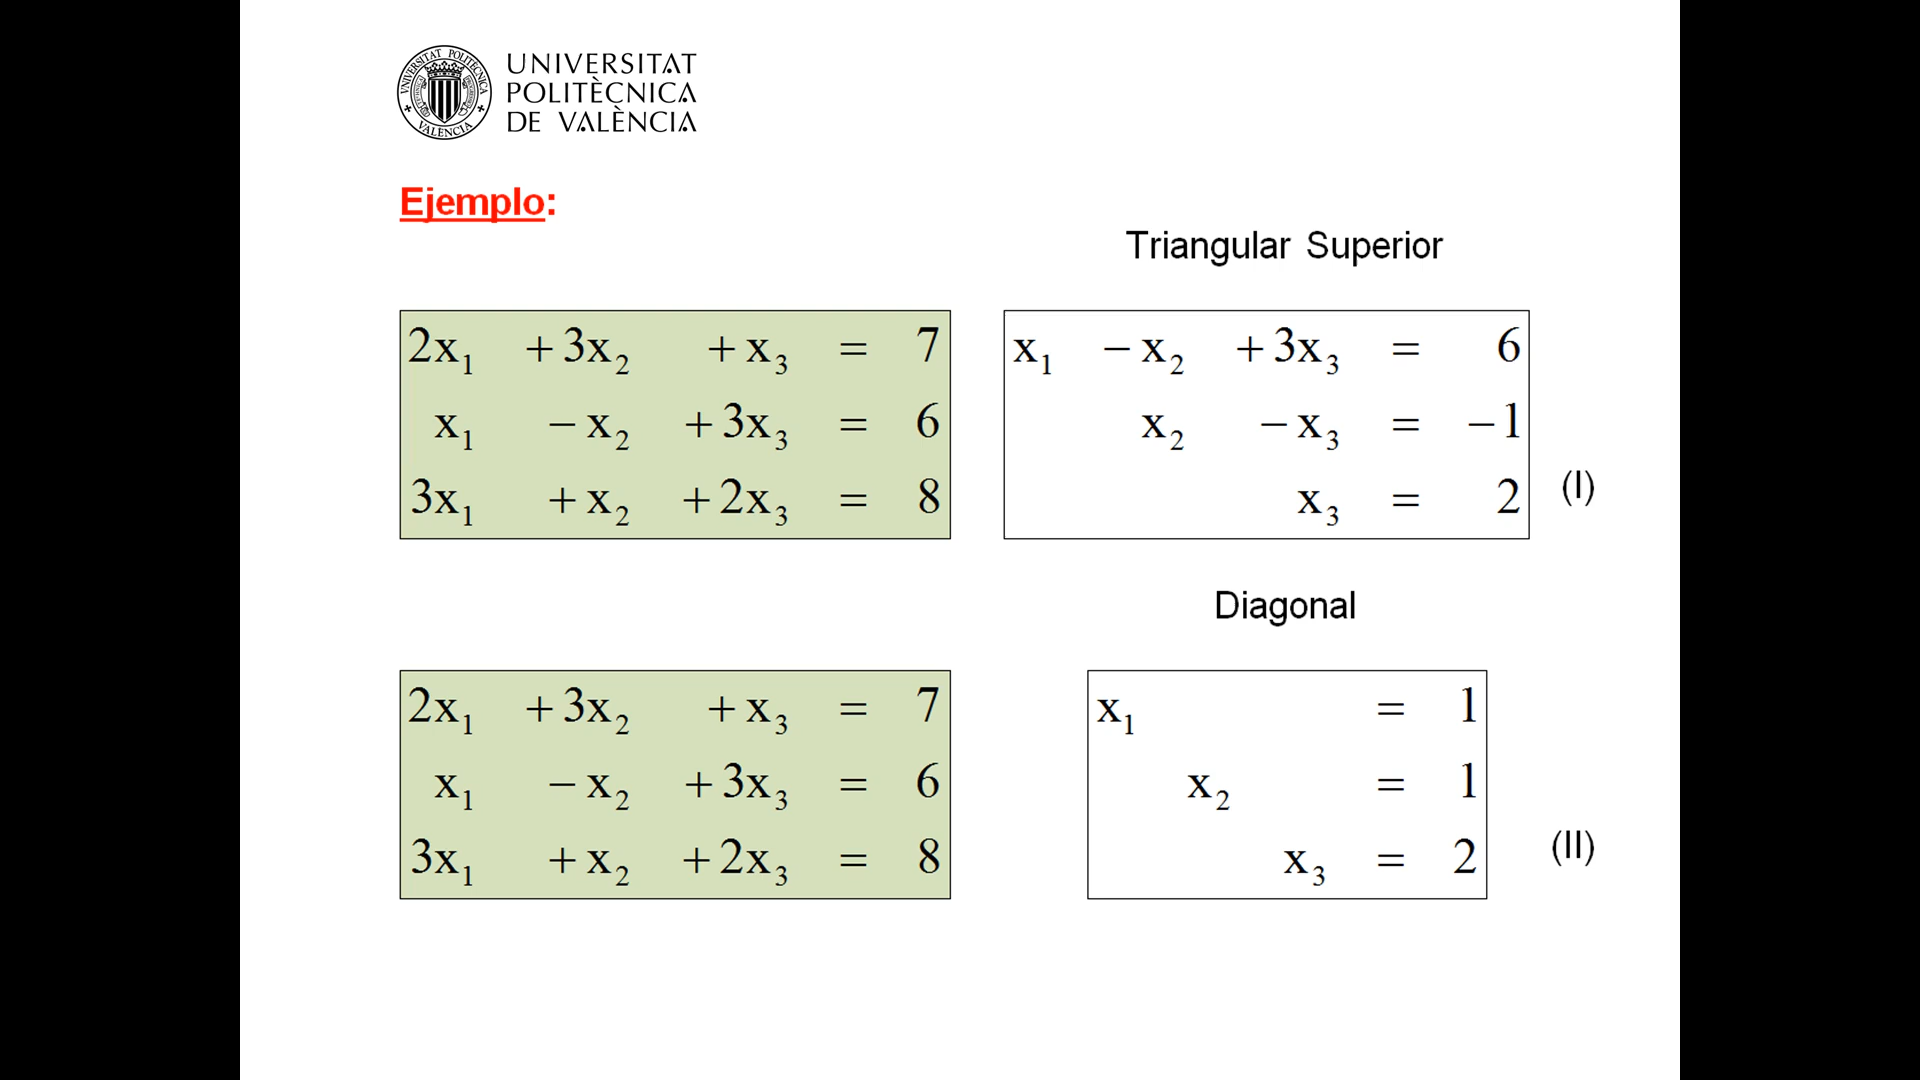 UNIVERSITAT
POLITÈCNICA
DE VALÈNCIA
Ejemplo:
Triangular Superior
2x₁ + 3x₂ + x₃ = 7
x₁ − x₂ + 3x₃ = 6
3x₁ + x₂ + 2x₃ = 8
x₁ − x₂ + 3x₃ = 6
x₂ − x₃ = −1
x₃ = 2
(I)
Diagonal
2x₁ + 3x₂ + x₃ = 7
x₁ − x₂ + 3x₃ = 6
3x₁ + x₂ + 2x₃ = 8
x₁ = 1
x₂ = 1
x₃ = 2
(II)